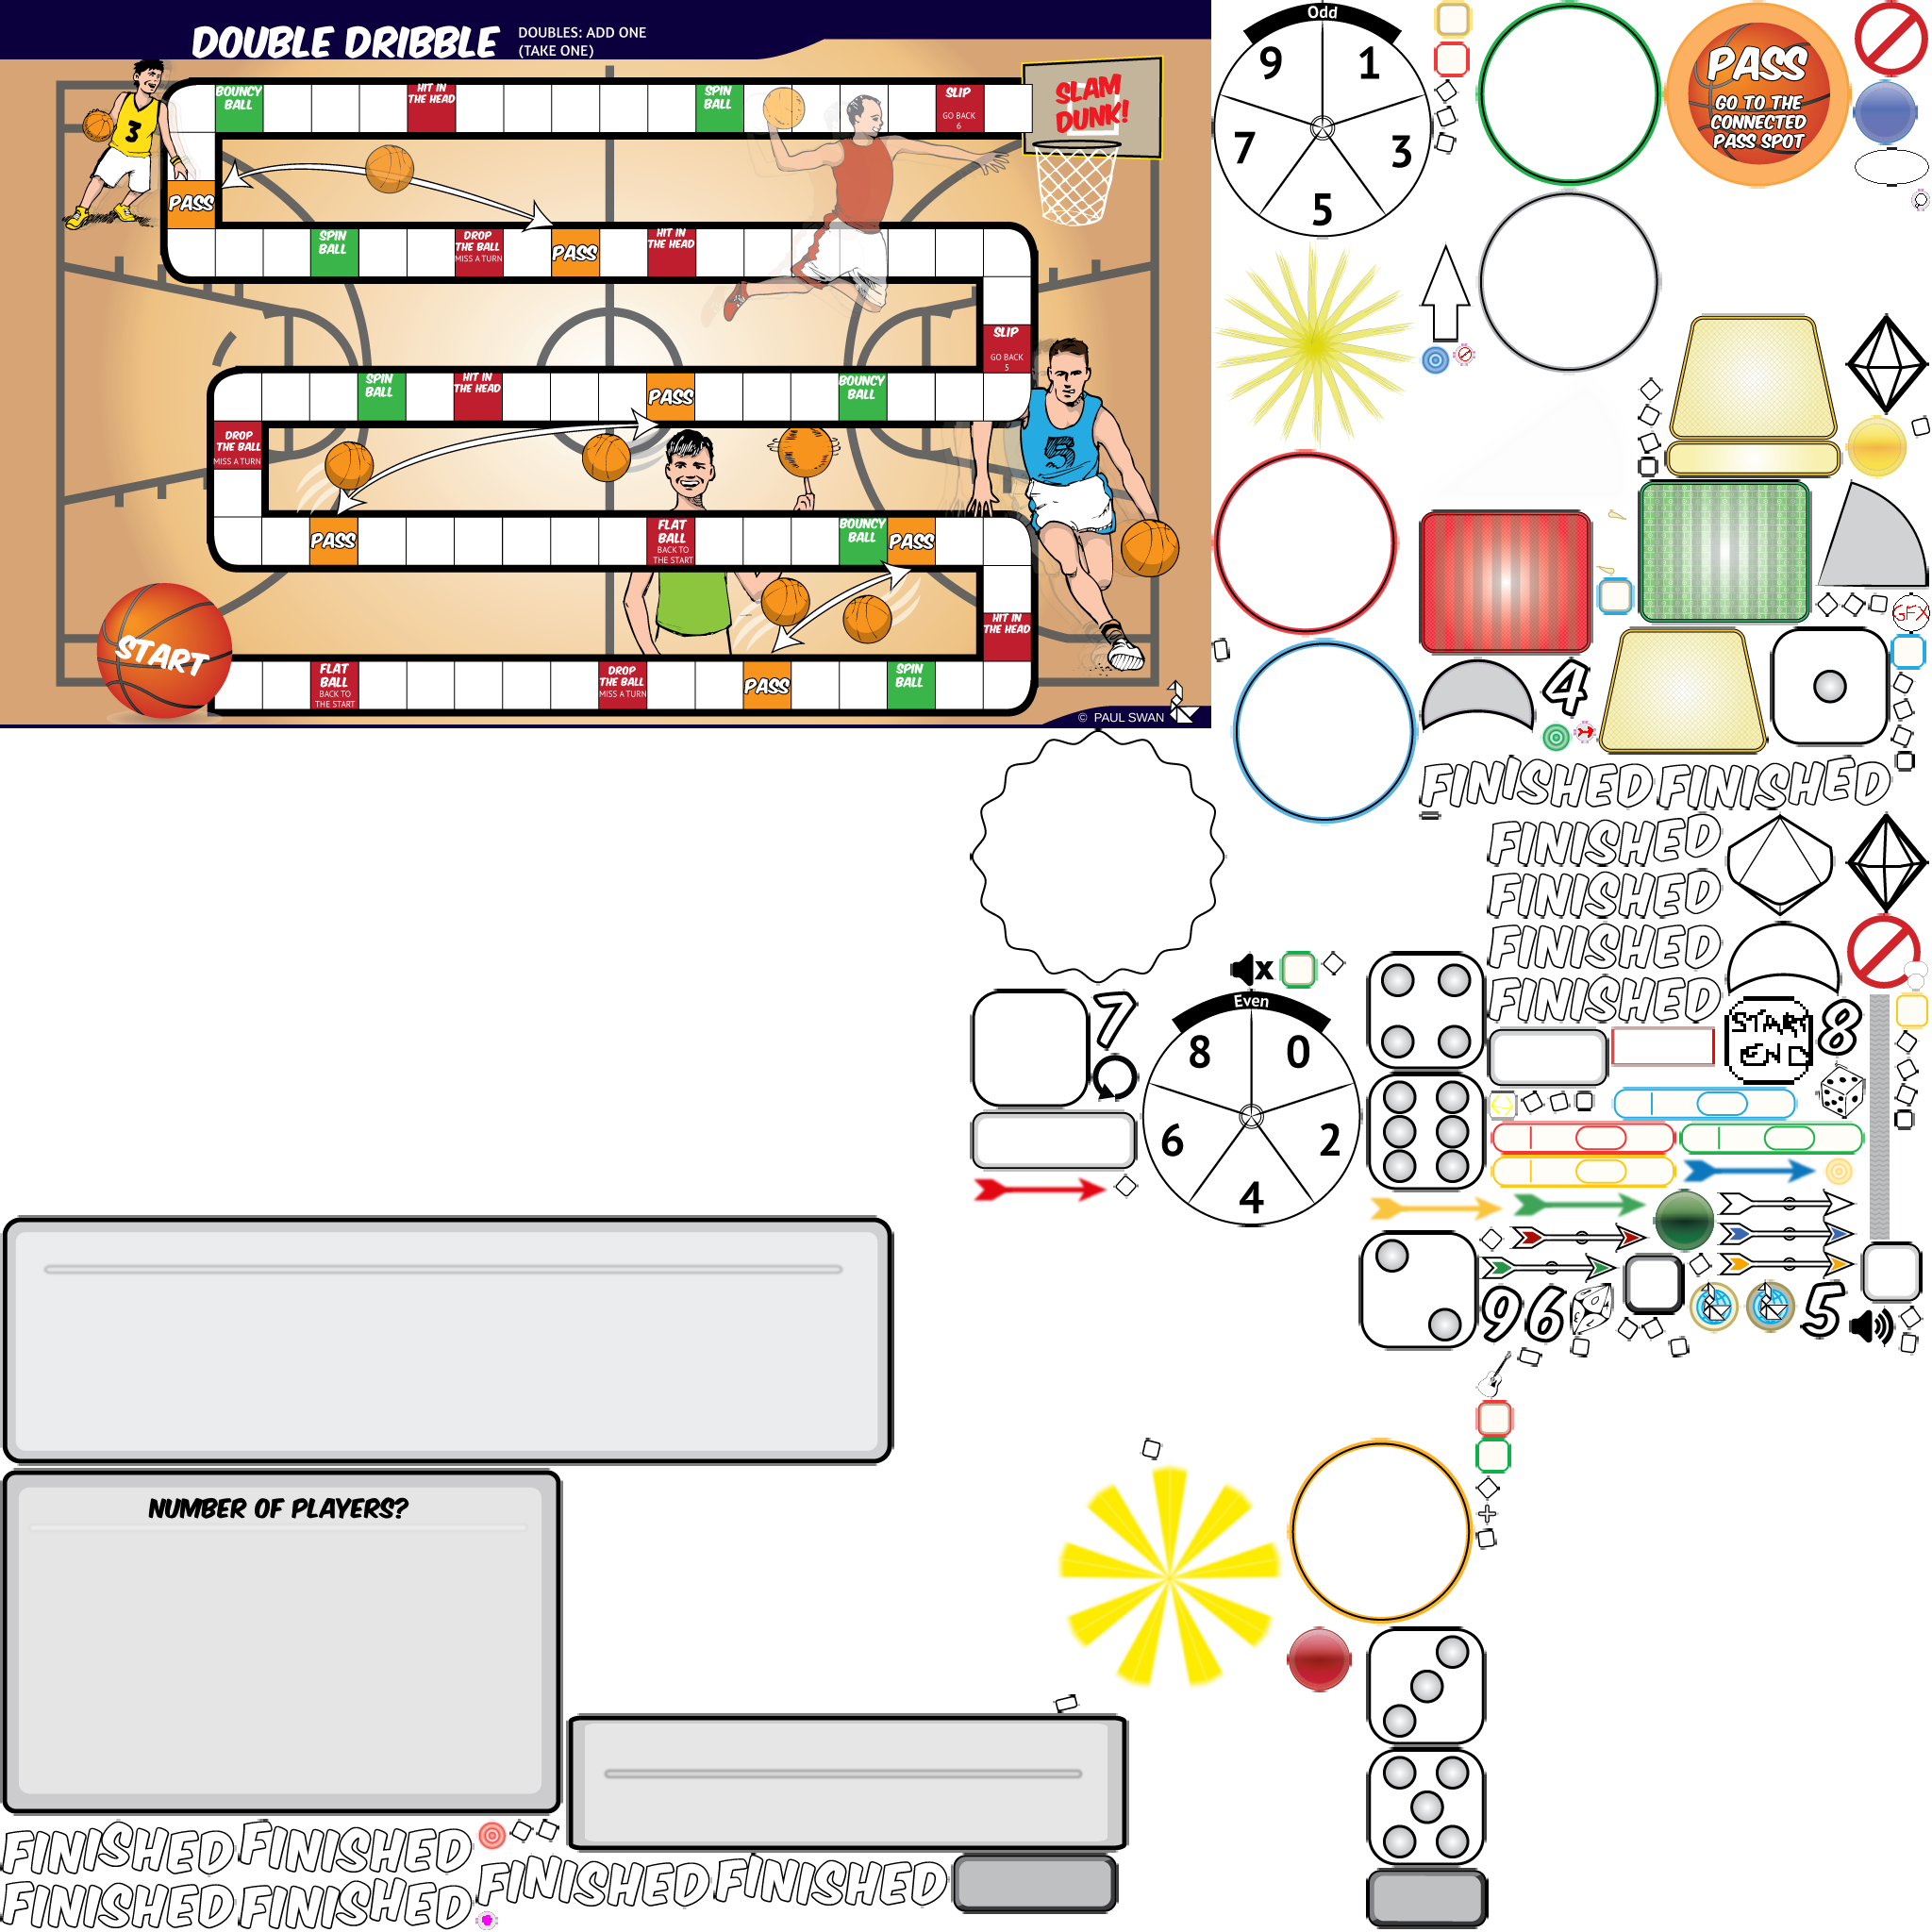 DOUBLE DRIBBLE
DOUBLES: ADD ONE
(TAKE ONE)
BOUNCY
BALL
HIT IN
THE HEAD
SPIN
BALL
SLIP
GO BACK
6
SLAM
DUNK!
3
PASS
SPIN
BALL
DROP
THE BALL
MISS A TURN
PASS
HIT IN
THE HEAD
SLIP
GO BACK
5
SPIN
BALL
HIT IN
THE HEAD
PASS
BOUNCY
BALL
5
DROP
THE BALL
MISS A TURN
PASS
FLAT
BALL
BACK TO
THE START
BOUNCY
BALL
PASS
HIT IN
THE HEAD
START
FLAT
BALL
BACK TO
THE START
DROP
THE BALL
MISS A TURN
PASS
SPIN
BALL
© PAUL SWAN
Odd
9 1
7 3
5
PASS
GO TO THE
CONNECTED
PASS SPOT
GFX
4
FINISHED FINISHED
FINISHED
FINISHED
FINISHED
FINISHED
x
7
Even
8 0
6 2
4
START
END
8
9 6
5
NUMBER OF PLAYERS?
FINISHED FINISHED
FINISHED FINISHED
FINISHED FINISHED